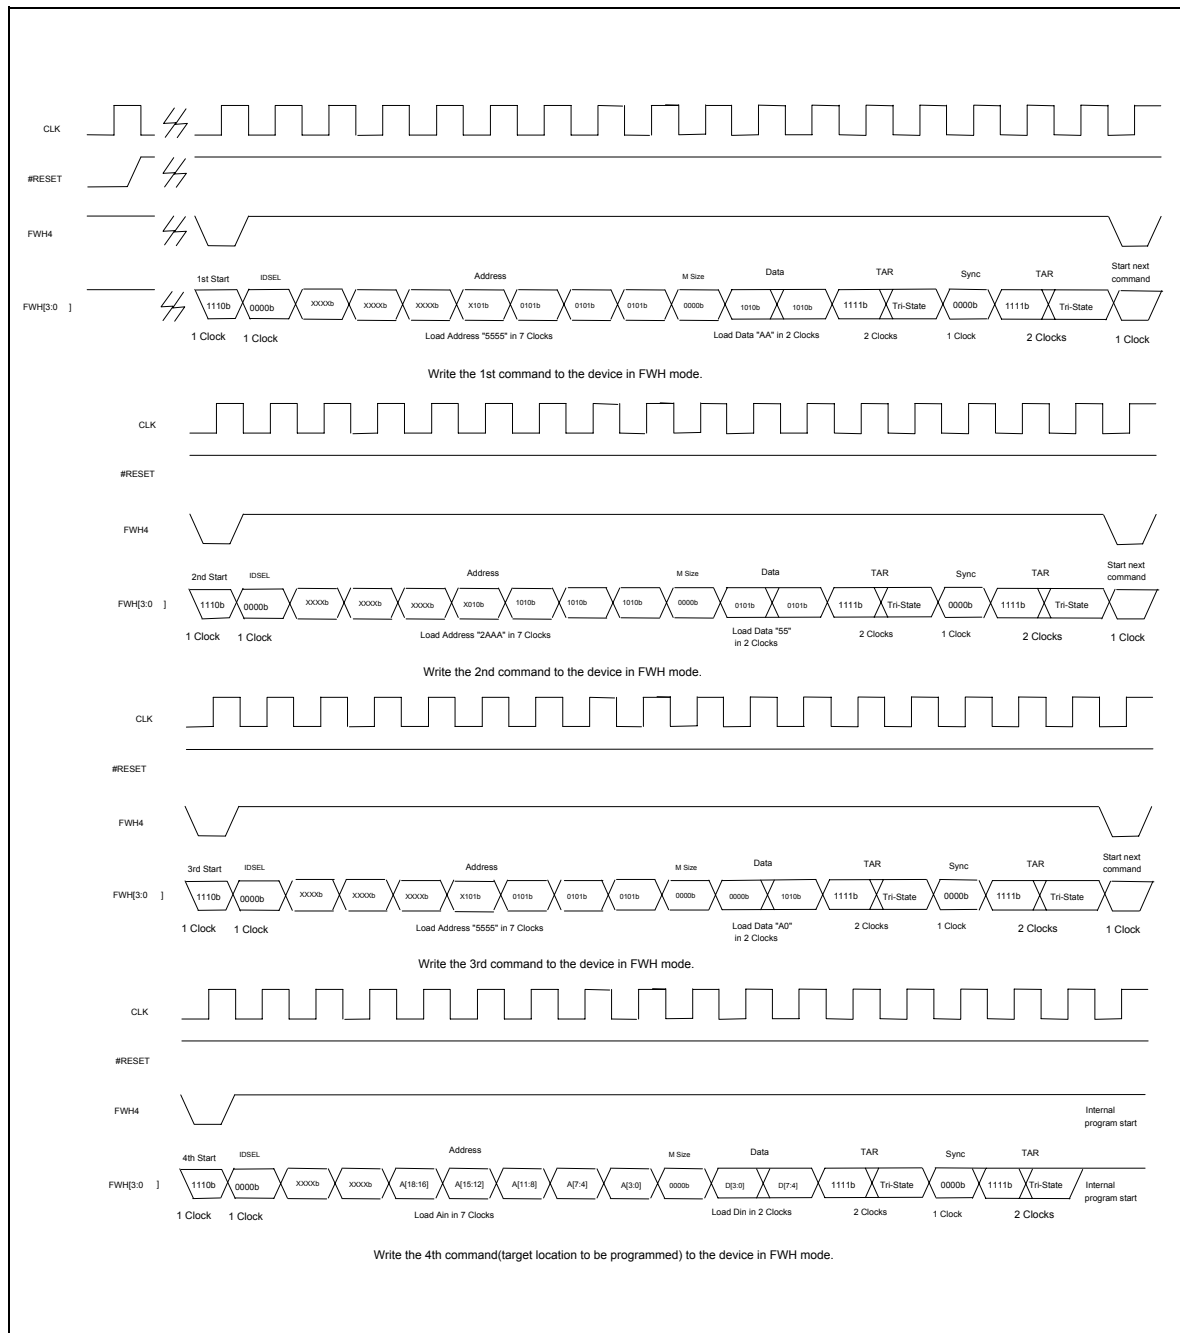 CLK
#RESET
FWH4
1st Start IDSEL Address M Size Data TAR Sync TAR Start next command
FWH[3:0 ] 1110b 0000b XXXXb XXXXb XXXXb X101b 0101b 0101b 0101b 0000b 1010b 1010b 1111b Tri-State 0000b 1111b Tri-State
1 Clock 1 Clock Load Address "5555" in 7 Clocks Load Data "AA" in 2 Clocks 2 Clocks 1 Clock 2 Clocks 1 Clock
Write the 1st command to the device in FWH mode.
CLK
#RESET
FWH4
2nd Start IDSEL Address M Size Data TAR Sync TAR Start next command
FWH[3:0 ] 1110b 0000b XXXXb XXXXb XXXXb X010b 1010b 1010b 1010b 0000b 0101b 0101b 1111b Tri-State 0000b 1111b Tri-State
1 Clock 1 Clock Load Address "2AAA" in 7 Clocks Load Data "55" in 2 Clocks 2 Clocks 1 Clock 2 Clocks 1 Clock
Write the 2nd command to the device in FWH mode.
CLK
#RESET
FWH4
3rd Start IDSEL Address M Size Data TAR Sync TAR Start next command
FWH[3:0 ] 1110b 0000b XXXXb XXXXb XXXXb X101b 0101b 0101b 0101b 0000b 0000b 1010b 1111b Tri-State 0000b 1111b Tri-State
1 Clock 1 Clock Load Address "5555" in 7 Clocks Load Data "A0" in 2 Clocks 2 Clocks 1 Clock 2 Clocks 1 Clock
Write the 3rd command to the device in FWH mode.
CLK
#RESET
FWH4 Internal program start
4th Start IDSEL Address M Size Data TAR Sync TAR
FWH[3:0 ] 1110b 0000b XXXXb XXXXb A[18:16] A[15:12] A[11:8] A[7:4] A[3:0] 0000b D[3:0] D[7:4] 1111b Tri-State 0000b 1111b Tri-State Internal program start
1 Clock 1 Clock Load Ain in 7 Clocks Load Din in 2 Clocks 2 Clocks 1 Clock 2 Clocks
Write the 4th command(target location to be programmed) to the device in FWH mode.